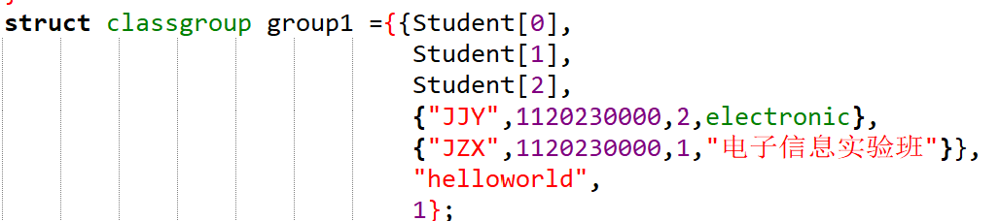 struct classgroup group1 ={{Student[0],
Student[1],
Student[2],
{"JJY",1120230000,2,electronic},
{"JZX",1120230000,1,"电子信息实验班"}},
"helloworld",
1};